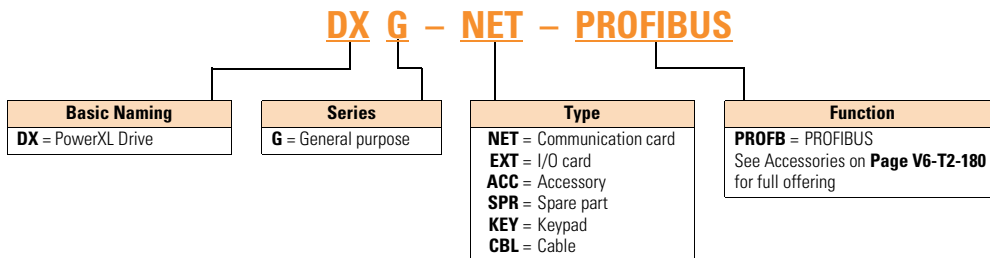 DX G – NET – PROFIBUS
Basic Naming
DX = PowerXL Drive
Series
G = General purpose
Type
NET = Communication card
EXT = I/O card
ACC = Accessory
SPR = Spare part
KEY = Keypad
CBL = Cable
Function
PROFB = PROFIBUS
See Accessories on Page V6-T2-180
for full offering